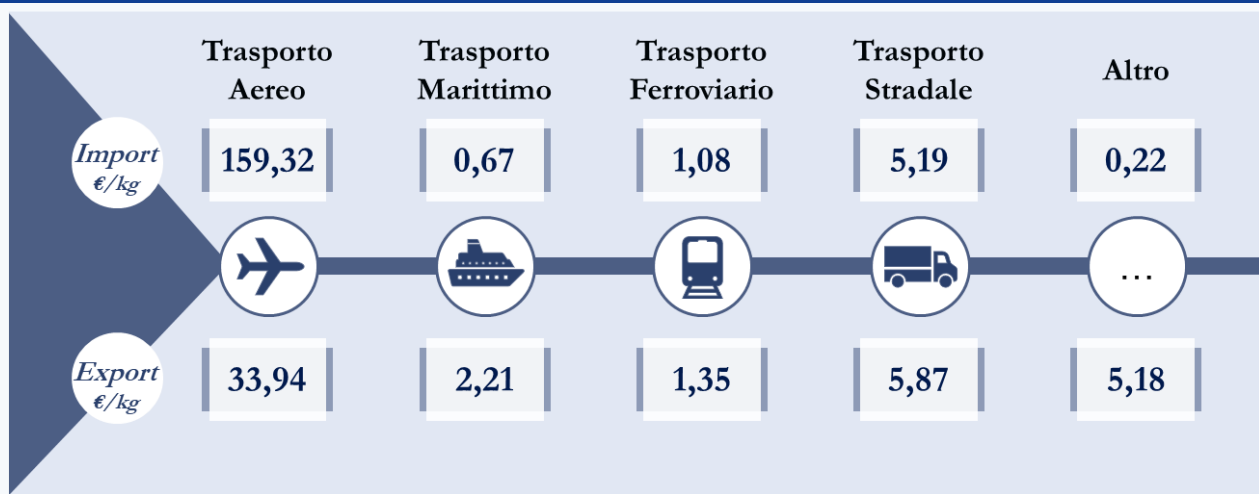 Trasporto
Aereo
Trasporto
Marittimo
Trasporto
Ferroviario
Trasporto
Stradale
Altro
Import
€/kg
159,32
0,67
1,08
5,19
0,22
...
Export
€/kg
33,94
2,21
1,35
5,87
5,18